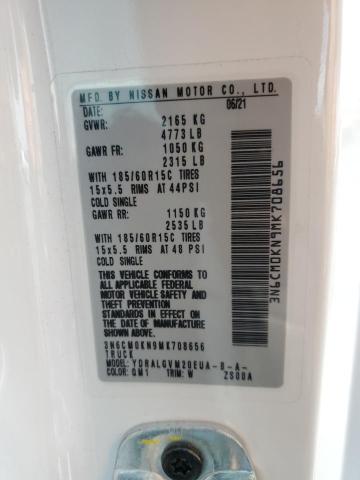 MFD. BY NISSAN MOTOR CO., LTD.
DATE: 06/21
GVWR: 2165 KG
4773 LB
GAWR FR: 1050 KG
2315 LB
WITH 185/60R15C TIRES
15x5.5 RIMS AT 44PSI
COLD SINGLE
GAWR RR: 1150 KG
2535 LB
WITH 185/60R15C TIRES
15x5.5 RIMS AT 48 PSI
COLD SINGLE
THIS VEHICLE CONFORMS TO
ALL APPLICABLE FEDERAL
MOTOR VEHICLE SAFETY
AND THEFT PREVENTION
STANDARDS IN EFFECT ON
THE DATE OF MANUFACTURE
SHOWN ABOVE.
3N6CM0KN9MK708656
TRUCK
MODEL: YDRALGVM20EUA-B-A-
COLOR: QM1 TRIM: W ZS00A
3N6CM0KN9MK708656